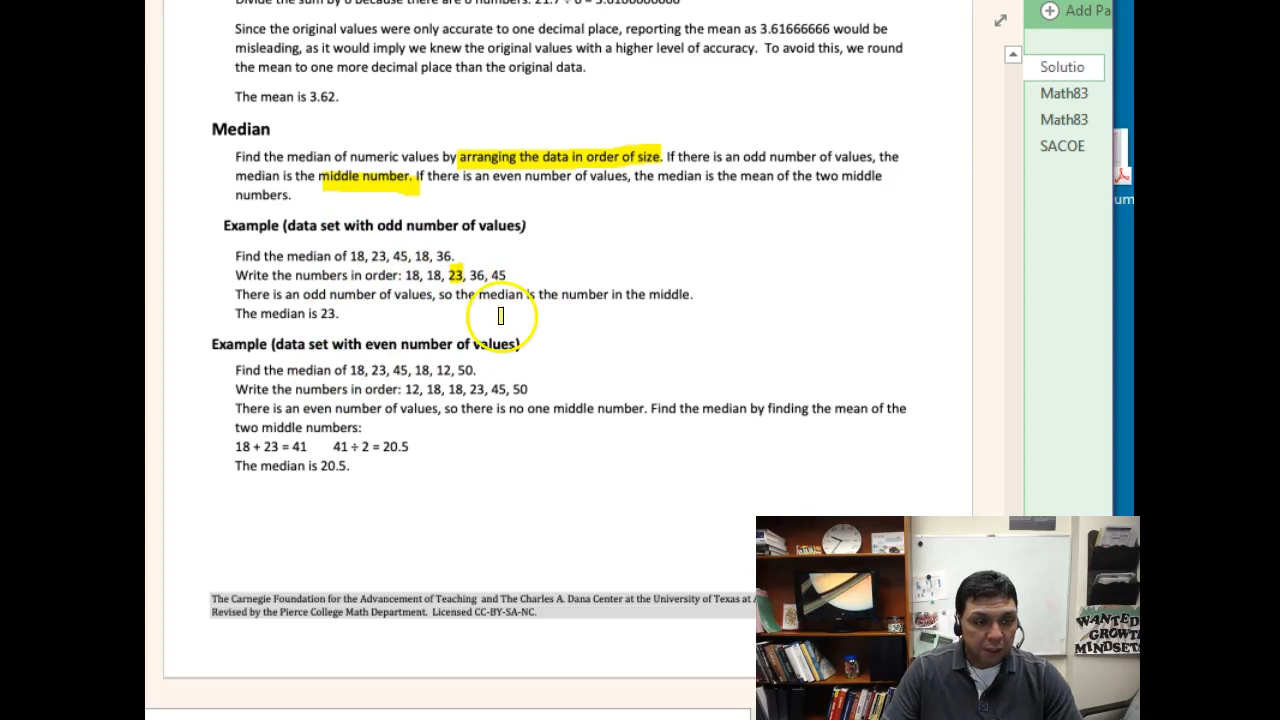 Since the original values were only accurate to one decimal place, reporting the mean as 3.61666666 would be
misleading, as it would imply we knew the original values with a higher level of accuracy. To avoid this, we round
the mean to one more decimal place than the original data.
The mean is 3.62.
Median
Find the median of numeric values by arranging the data in order of size. If there is an odd number of values, the
median is the middle number. If there is an even number of values, the median is the mean of the two middle
numbers.
Example (data set with odd number of values)
Find the median of 18, 23, 45, 18, 36.
Write the numbers in order: 18, 18, 23, 36, 45
There is an odd number of values, so the median is the number in the middle.
The median is 23.
Example (data set with even number of values)
Find the median of 18, 23, 45, 18, 12, 50.
Write the numbers in order: 12, 18, 18, 23, 45, 50
There is an even number of values, so there is no one middle number. Find the median by finding the mean of the
two middle numbers:
18 + 23 = 41 41 ÷ 2 = 20.5
The median is 20.5.
The Carnegie Foundation for the Advancement of Teaching and The Charles A. Dana Center at the University of Texas at
Revised by the Pierce College Math Department. Licensed CC-BY-SA-NC.
Add Pa
Solutio
Math83
Math83
SACOE
um
WANTED
GROWTH
MINDSETS